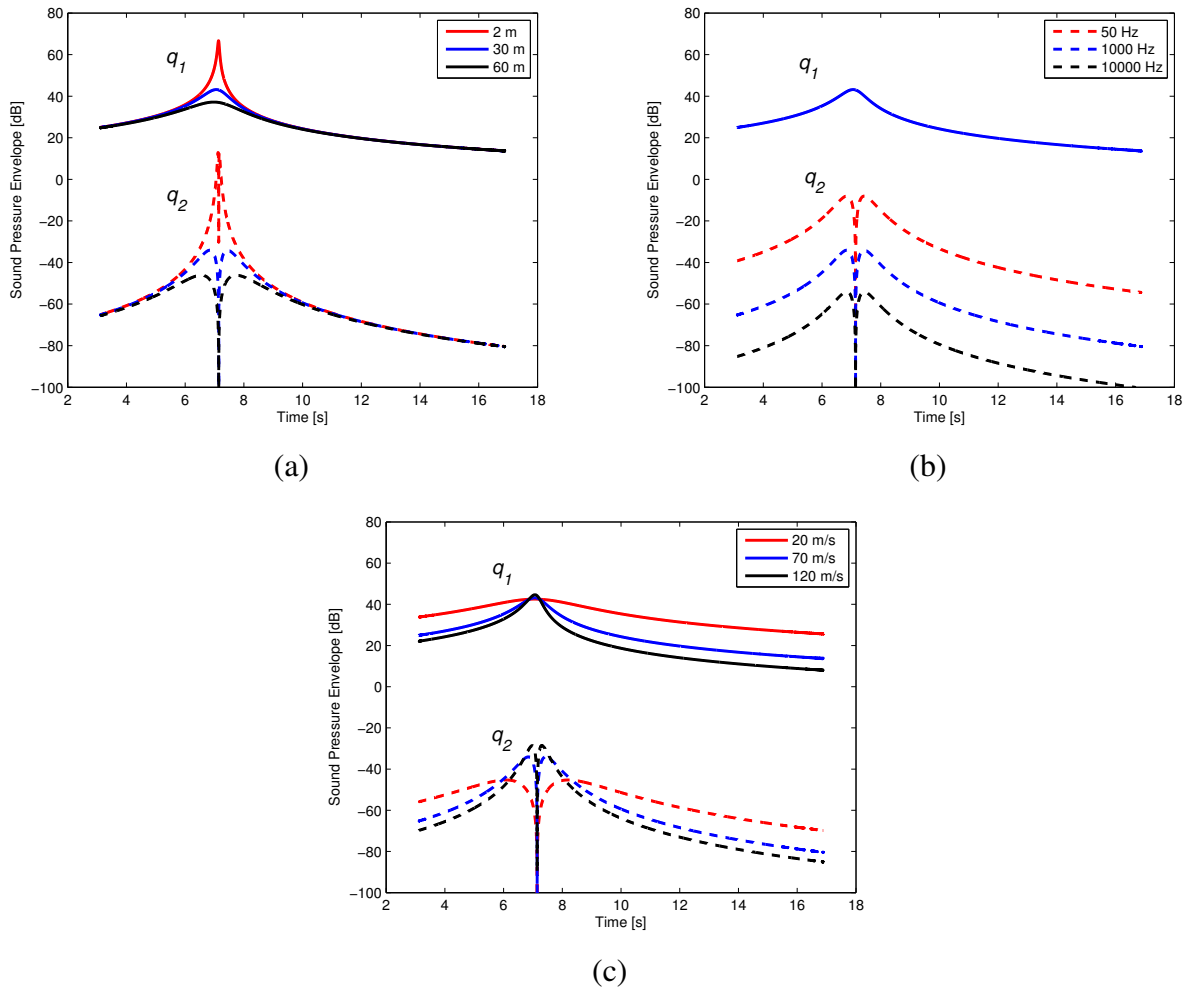 80
60
40
20
0
−20
−40
−60
−80
−100
2 4 6 8 10 12 14 16 18
Sound Pressure Envelope [dB]
Time [s]
q1
q2
2 m
30 m
60 m
(a)
80
60
40
20
0
−20
−40
−60
−80
−100
2 4 6 8 10 12 14 16 18
Sound Pressure Envelope [dB]
Time [s]
q1
q2
50 Hz
1000 Hz
10000 Hz
(b)
80
60
40
20
0
−20
−40
−60
−80
−100
2 4 6 8 10 12 14 16 18
Sound Pressure Envelope [dB]
Time [s]
q1
q2
20 m/s
70 m/s
120 m/s
(c)